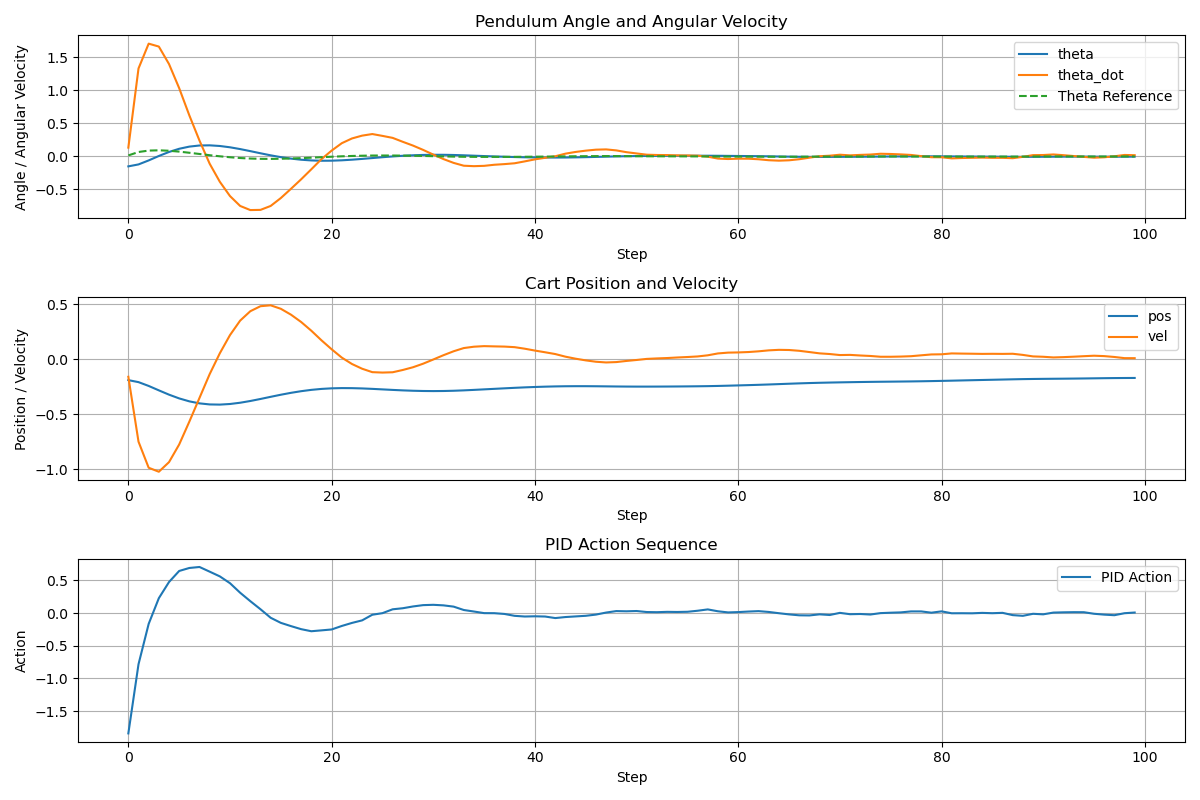 Pendulum Angle and Angular Velocity
Angle / Angular Velocity
1.5
1.0
0.5
0.0
−0.5
theta
theta_dot
Theta Reference
0 20 40 60 80 100
Step
Cart Position and Velocity
Position / Velocity
0.5
0.0
−0.5
−1.0
pos
vel
0 20 40 60 80 100
Step
PID Action Sequence
Action
0.5
0.0
−0.5
−1.0
−1.5
PID Action
0 20 40 60 80 100
Step